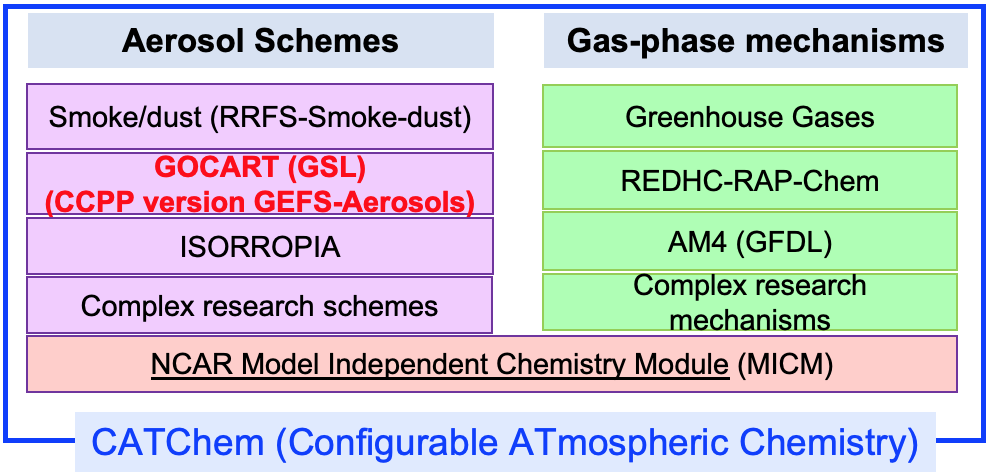 Aerosol Schemes
Gas-phase mechanisms
Smoke/dust (RRFS-Smoke-dust)
GOCART (GSL)
(CCPP version GEFS-Aerosols)
ISORROPIA
Complex research schemes
Greenhouse Gases
REDHC-RAP-Chem
AM4 (GFDL)
Complex research
mechanisms
NCAR Model Independent Chemistry Module (MICM)
CATChem (Configurable ATmospheric Chemistry)